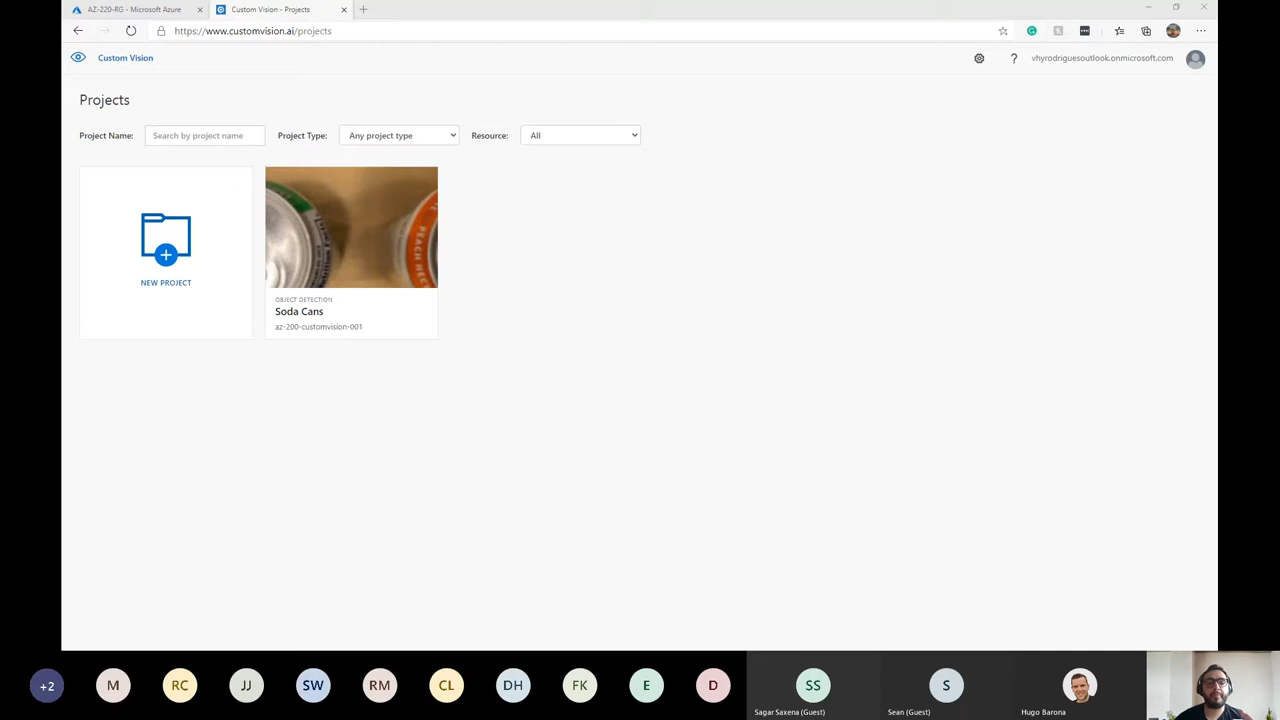 AZ-220-RG - Microsoft Azure
Custom Vision - Projects
https://www.customvision.ai/projects
Custom Vision
? vhyrodriguesoutlook.onmicrosoft.com
Projects
Project Name: Search by project name Project Type: Any project type Resource: All
PEACH
NEW PROJECT
OBJECT DETECTION
Soda Cans
az-200-customvision-001
+2 M RC JJ SW RM CL DH FK E D SS S
Sagar Saxena (Guest) Sean (Guest) Hugo Barona